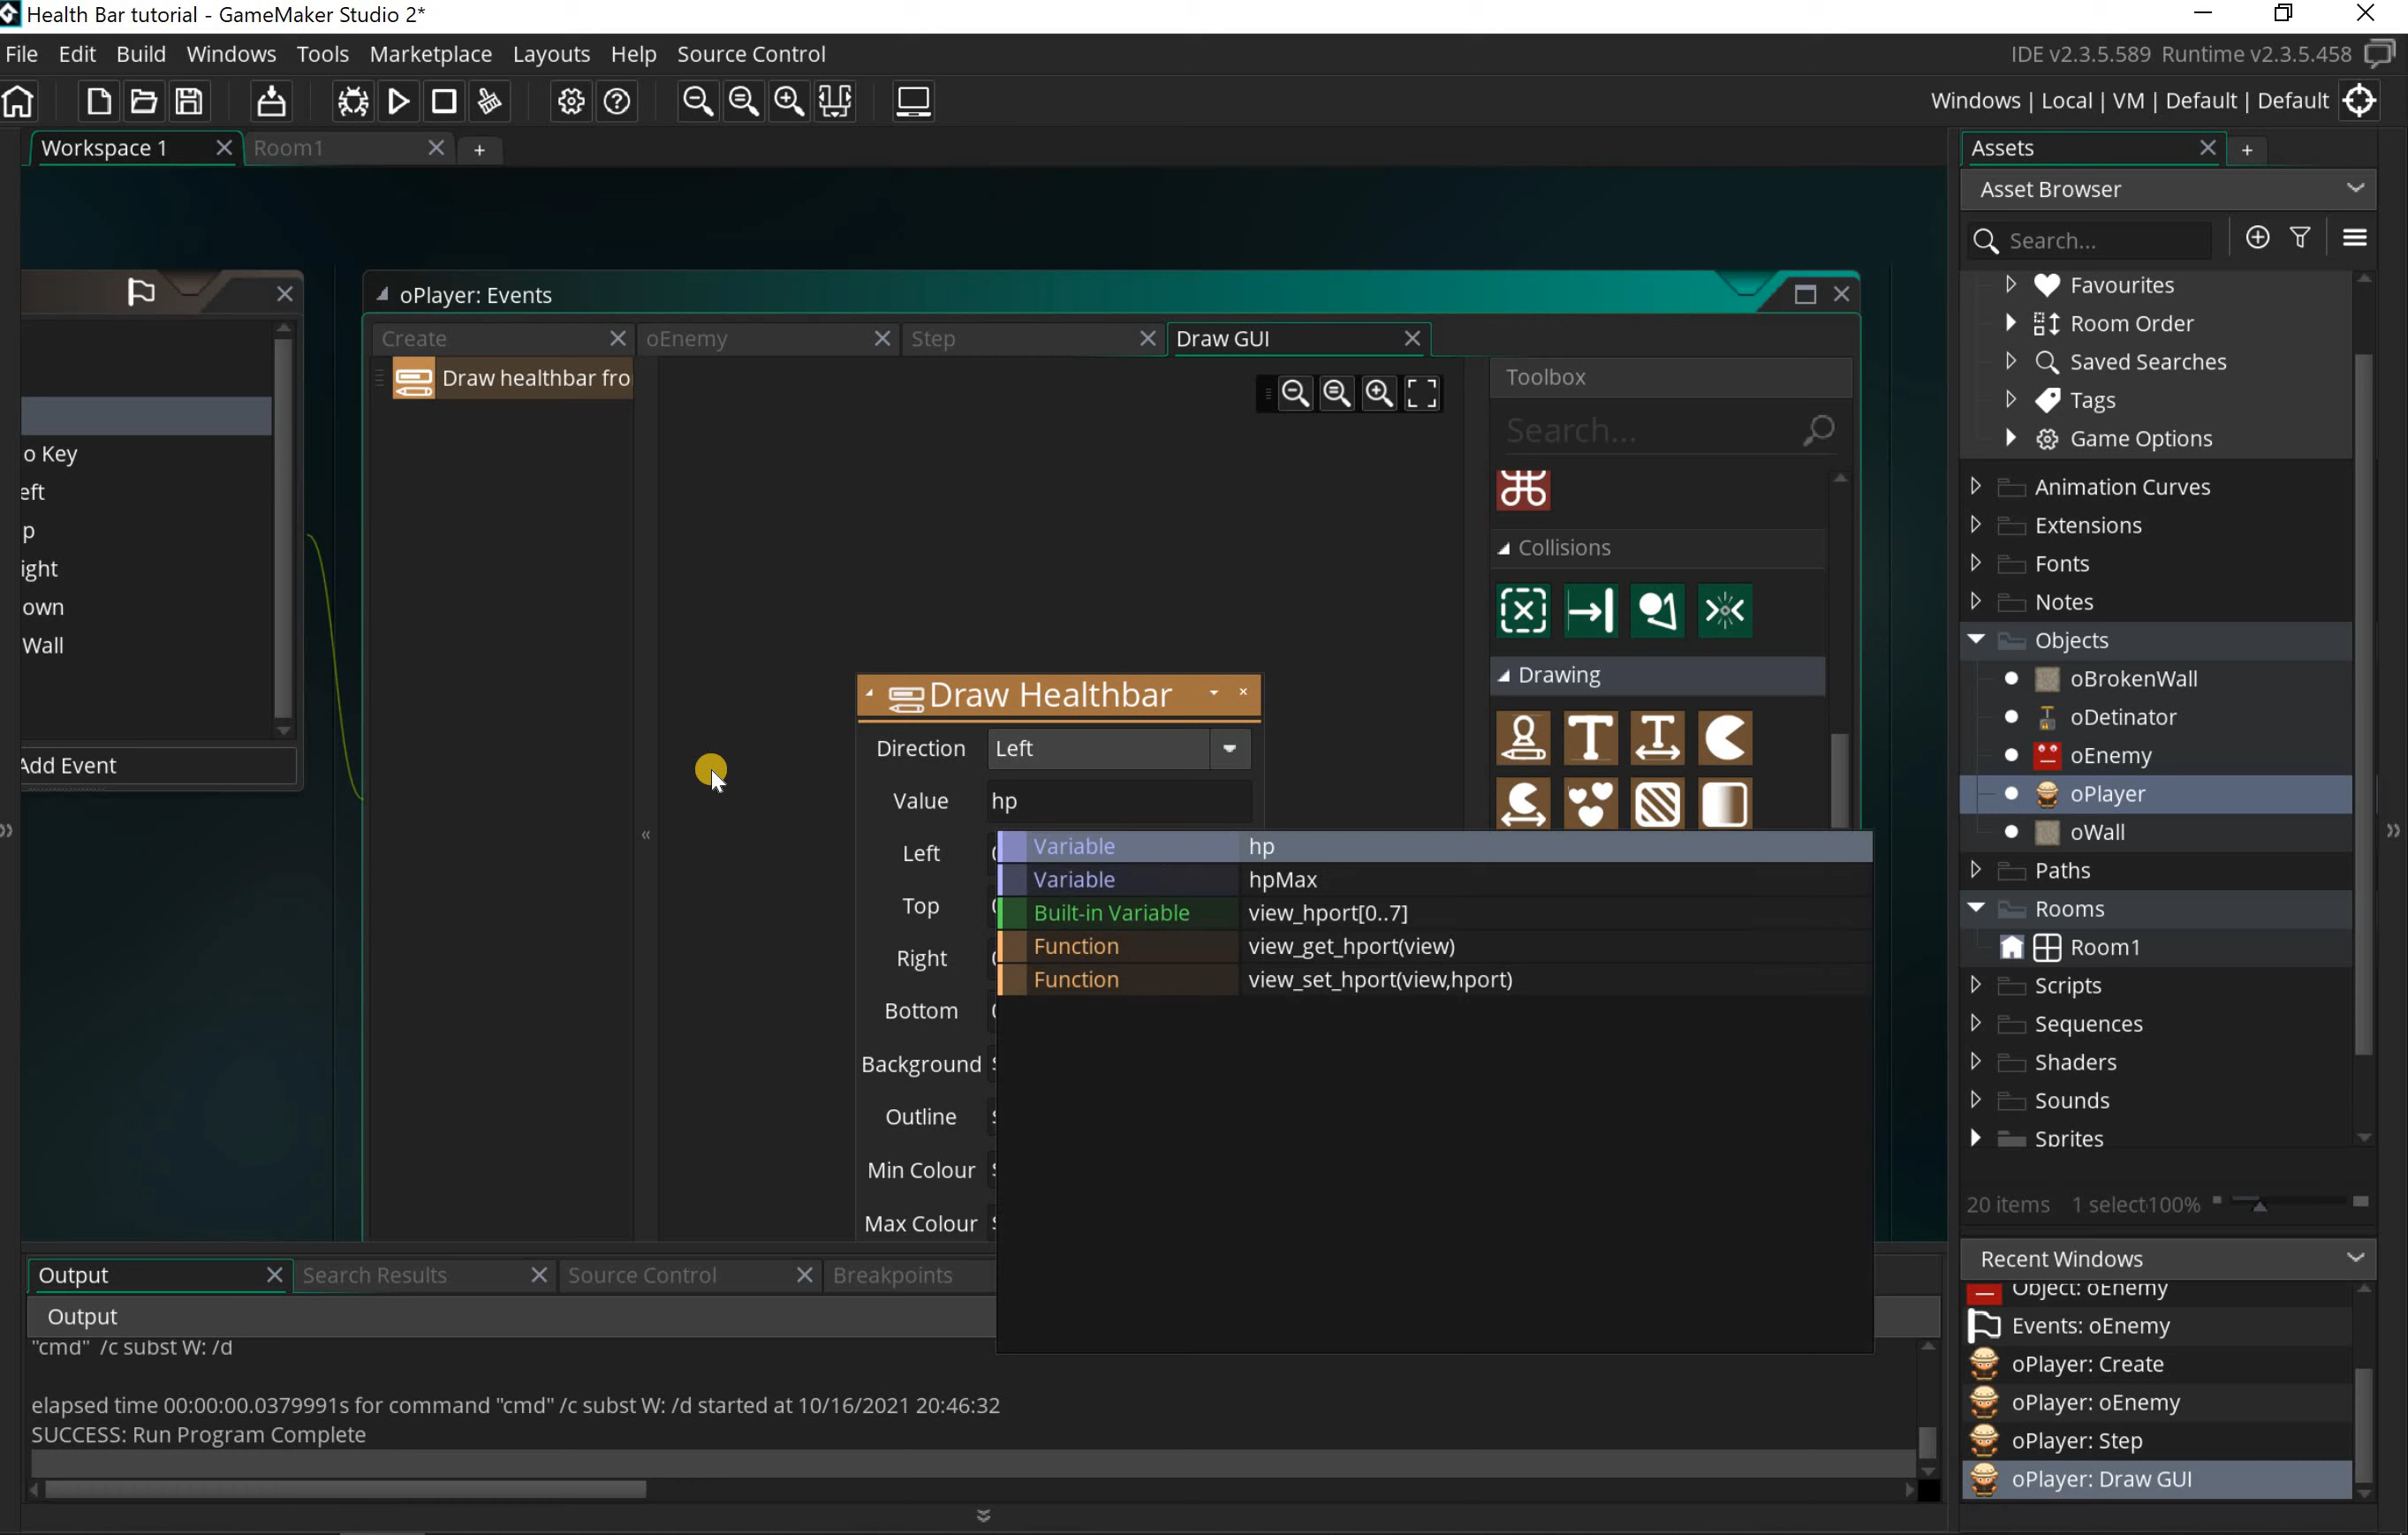 Health Bar tutorial - GameMaker Studio 2*
File Edit Build Windows Tools Marketplace Layouts Help Source Control
IDE v2.3.5.589 Runtime v2.3.5.458
Windows | Local | VM | Default | Default
Workspace 1
Room1
+
Assets
+
Asset Browser
Search...
Favourites
Room Order
Saved Searches
Tags
Game Options
Animation Curves
Extensions
Fonts
Notes
Objects
oBrokenWall
oDetinator
oEnemy
oPlayer
oWall
Paths
Rooms
Room1
Scripts
Sequences
Shaders
Sounds
Sprites
20 items 1 select 100%
Recent Windows
Object: oEnemy
Events: oEnemy
oPlayer: Create
oPlayer: oEnemy
oPlayer: Step
oPlayer: Draw GUI
o Key
eft
p
ight
own
Wall
Add Event
oPlayer: Events
Create
oEnemy
Step
Draw GUI
Draw healthbar fro
Toolbox
Search...
Collisions
Drawing
Draw Healthbar
Direction Left
Value hp
Left
Top
Right
Bottom
Background
Outline
Min Colour
Max Colour
Variable hp
Variable hpMax
Built-in Variable view_hport[0..7]
Function view_get_hport(view)
Function view_set_hport(view,hport)
Output
Search Results
Source Control
Breakpoints
Output
"cmd" /c subst W: /d
elapsed time 00:00:00.0379991s for command "cmd" /c subst W: /d started at 10/16/2021 20:46:32
SUCCESS: Run Program Complete